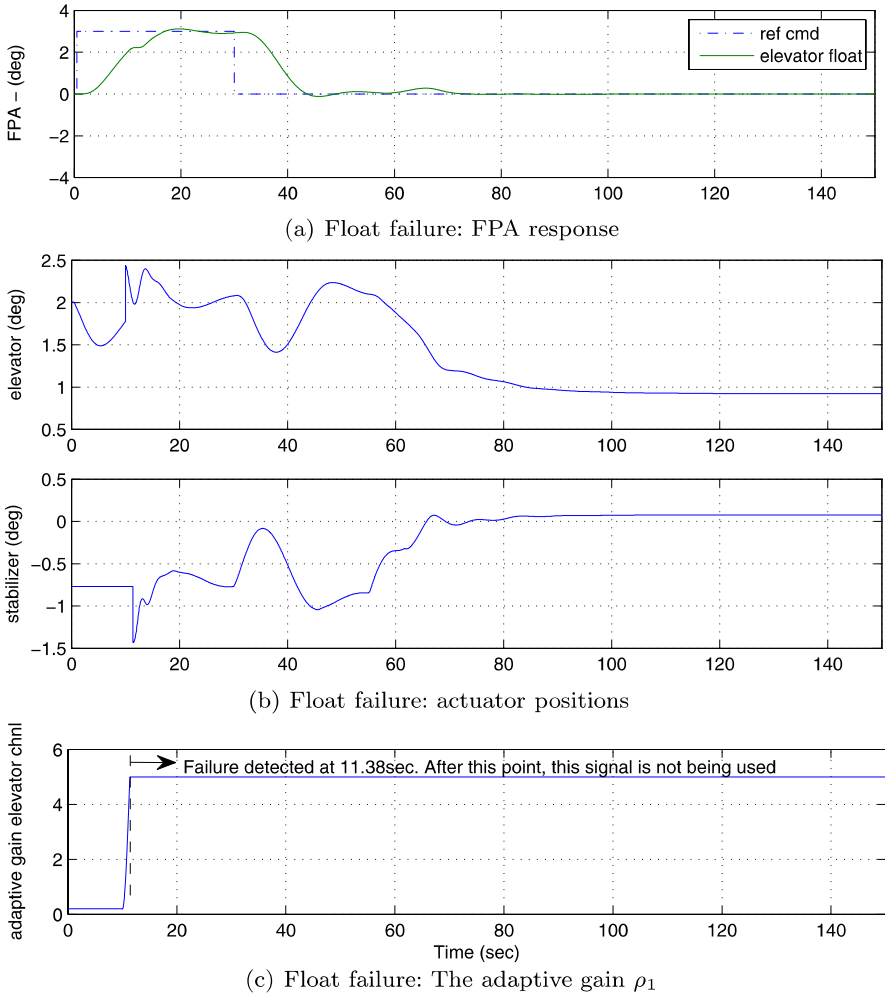 4
2
0
−2
−4
FPA − (deg)
ref cmd
elevator float
0 20 40 60 80 100 120 140
(a) Float failure: FPA response
2.5
2
1.5
1
0.5
elevator (deg)
0 20 40 60 80 100 120 140
0.5
0
−0.5
−1
−1.5
stabilizer (deg)
0 20 40 60 80 100 120 140
(b) Float failure: actuator positions
6
4
2
0
adaptive gain elevator chnl
Failure detected at 11.38sec. After this point, this signal is not being used
0 20 40 60 80 100 120 140
Time (sec)
(c) Float failure: The adaptive gain ρ₁